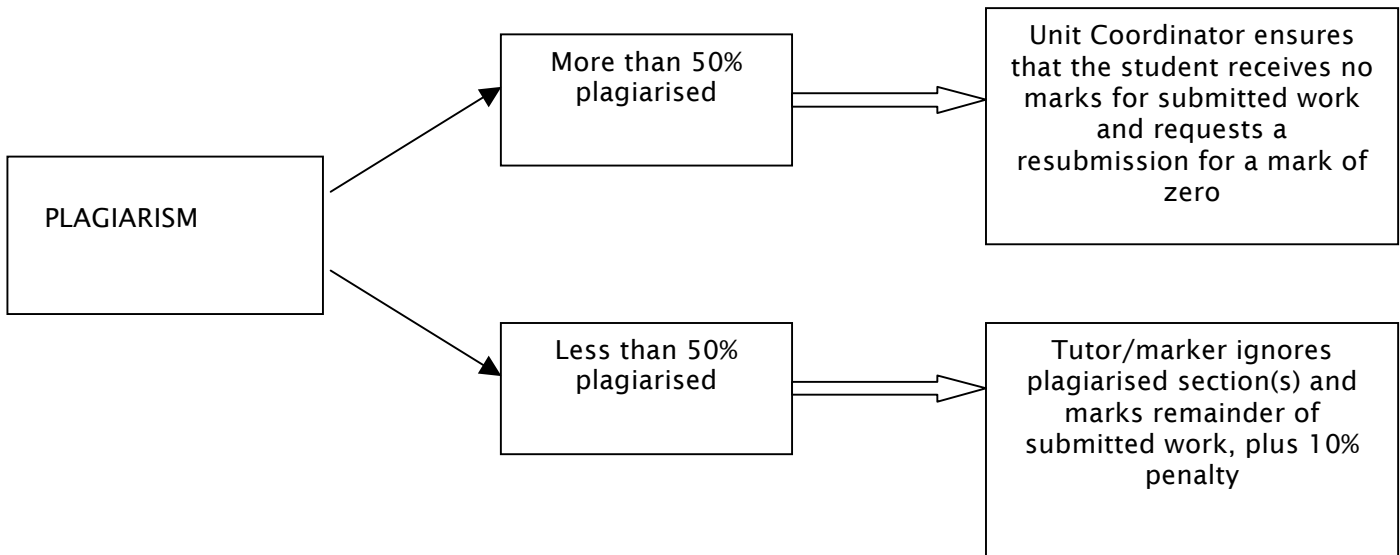 PLAGIARISM
More than 50%
plagiarised
Unit Coordinator ensures
that the student receives no
marks for submitted work
and requests a
resubmission for a mark of
zero
Less than 50%
plagiarised
Tutor/marker ignores
plagiarised section(s) and
marks remainder of
submitted work, plus 10%
penalty